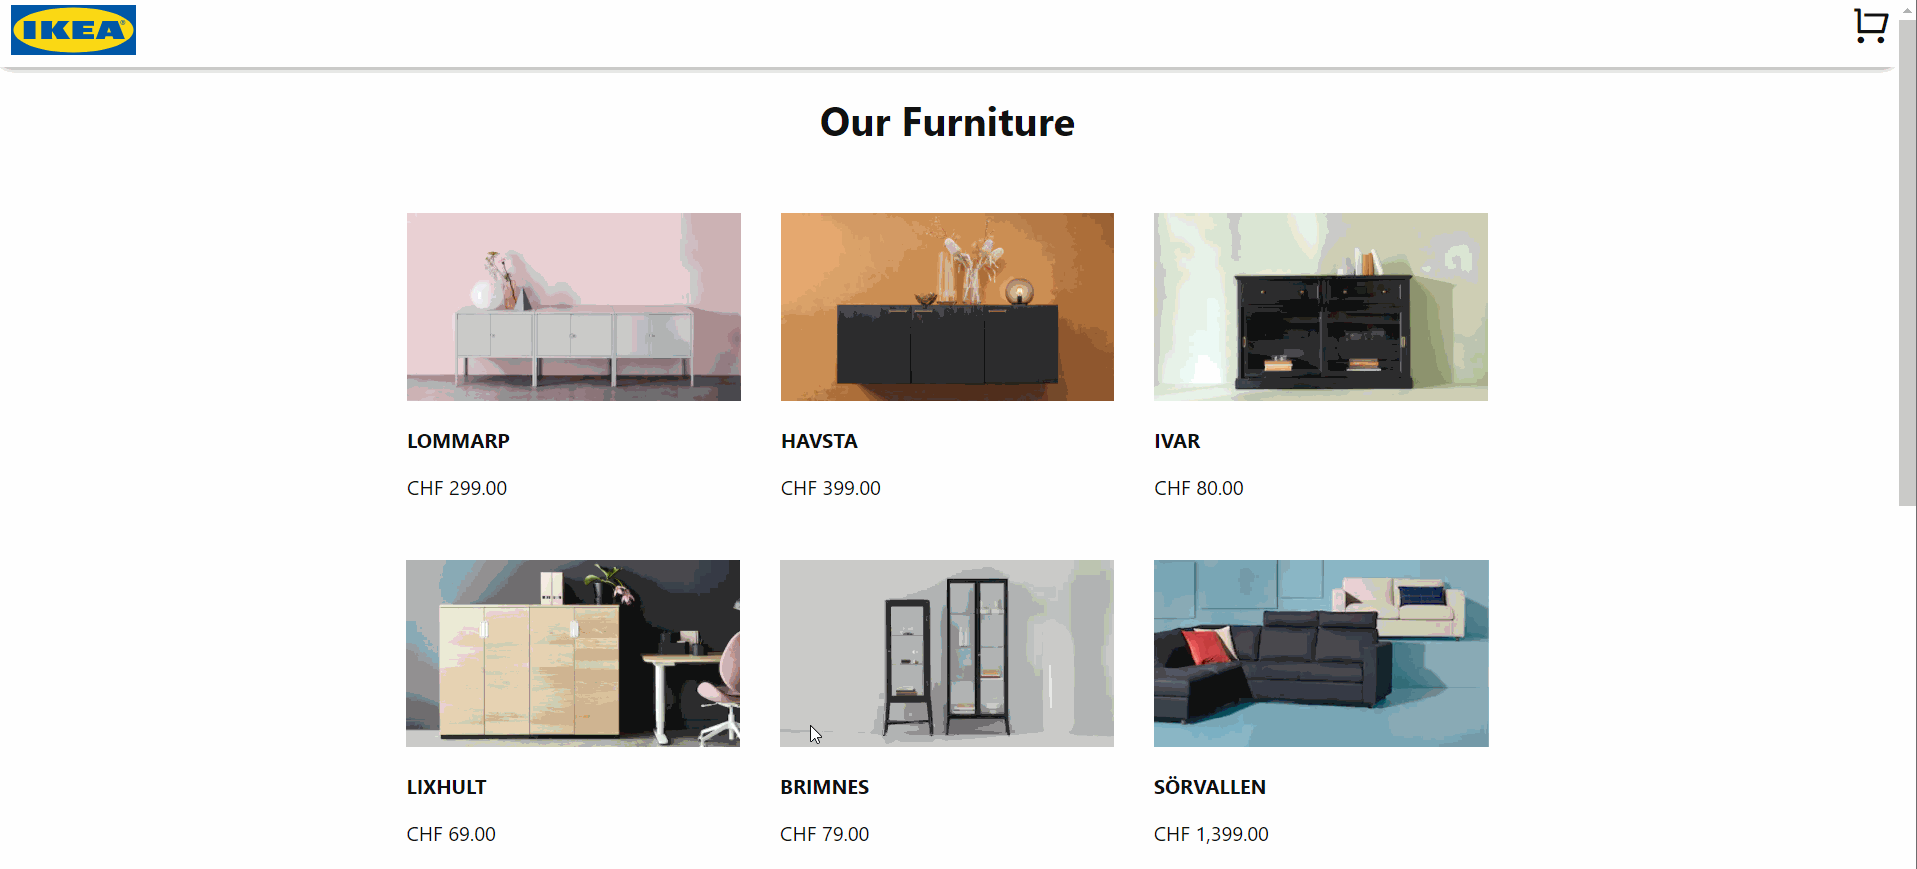 IKEA
Our Furniture
LOMMARP
HAVSTA
IVAR
CHF 299.00
CHF 399.00
CHF 80.00
LIXHULT
BRIMNES
SÖRVALLEN
CHF 69.00
CHF 79.00
CHF 1,399.00